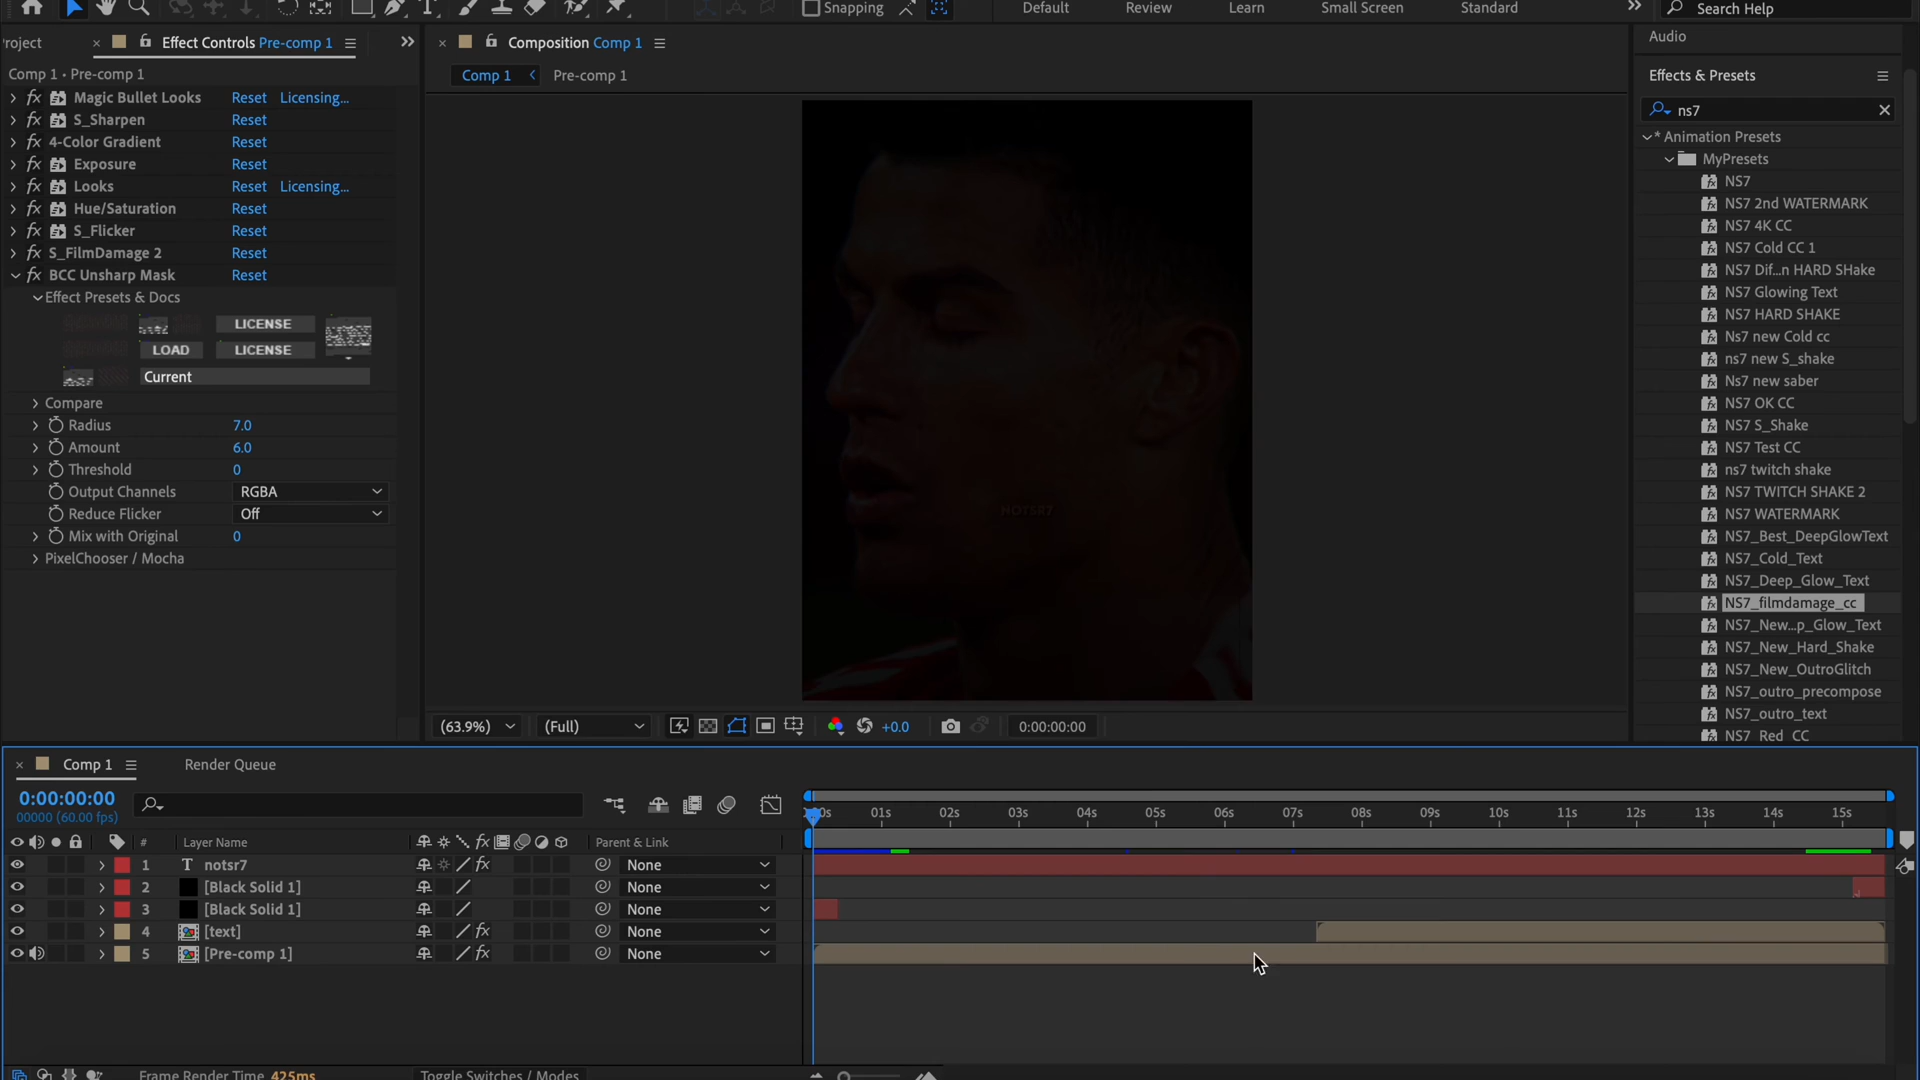 Snapping
Default
Review
Learn
Small Screen
Standard
Search Help
roject
Effect Controls Pre-comp 1
Composition Comp 1
Audio
Comp 1 • Pre-comp 1
Comp 1
Pre-comp 1
Effects & Presets
Magic Bullet Looks Reset Licensing...
S_Sharpen Reset
4-Color Gradient Reset
Exposure Reset
Looks Reset Licensing...
Hue/Saturation Reset
S_Flicker Reset
S_FilmDamage 2 Reset
BCC Unsharp Mask Reset
Effect Presets & Docs
LICENSE
LOAD LICENSE
Current
Compare
Radius 7.0
Amount 6.0
Threshold 0
Output Channels RGBA
Reduce Flicker Off
Mix with Original 0
PixelChooser / Mocha
NOTSR7
ns7
* Animation Presets
MyPresets
NS7
NS7 2nd WATERMARK
NS7 4K CC
NS7 Cold CC 1
NS7 Dif...n HARD SHake
NS7 Glowing Text
NS7 HARD SHAKE
Ns7 new Cold cc
ns7 new S_shake
Ns7 new saber
NS7 OK CC
NS7 S_Shake
NS7 Test CC
ns7 twitch shake
NS7 TWITCH SHAKE 2
NS7 WATERMARK
NS7_Best_DeepGlowText
NS7_Cold_Text
NS7_Deep_Glow_Text
NS7_filmdamage_cc
NS7_New...p_Glow_Text
NS7_New_Hard_Shake
NS7_New_OutroGlitch
NS7_outro_precompose
NS7_outro_text
NS7_Red_CC
(63.9%) (Full) +0.0 0:00:00:00
Comp 1 Render Queue
0:00:00:00
00000 (60.00 fps)
:00s 01s 02s 03s 04s 05s 06s 07s 08s 09s 10s 11s 12s 13s 14s 15s
# Layer Name fx Parent & Link
1 T notsr7 None
2 [Black Solid 1] None
3 [Black Solid 1] None
4 [text] None
5 [Pre-comp 1] None
Frame Render Time 425ms Toggle Switches / Modes